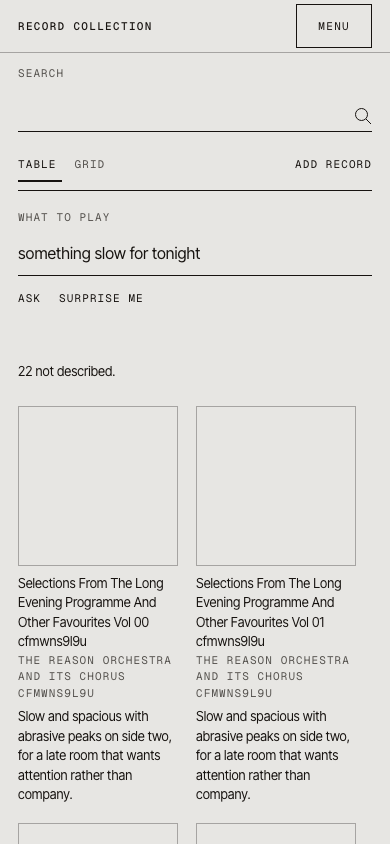 RECORD COLLECTION
MENU
SEARCH
TABLE GRID ADD RECORD
WHAT TO PLAY
something slow for tonight
ASK SURPRISE ME
22 not described.
Selections From The Long
Evening Programme And
Other Favourites Vol 00
cfmwns9l9u
THE REASON ORCHESTRA
AND ITS CHORUS
CFMWNS9L9U
Slow and spacious with
abrasive peaks on side two,
for a late room that wants
attention rather than
company.
Selections From The Long
Evening Programme And
Other Favourites Vol 01
cfmwns9l9u
THE REASON ORCHESTRA
AND ITS CHORUS
CFMWNS9L9U
Slow and spacious with
abrasive peaks on side two,
for a late room that wants
attention rather than
company.